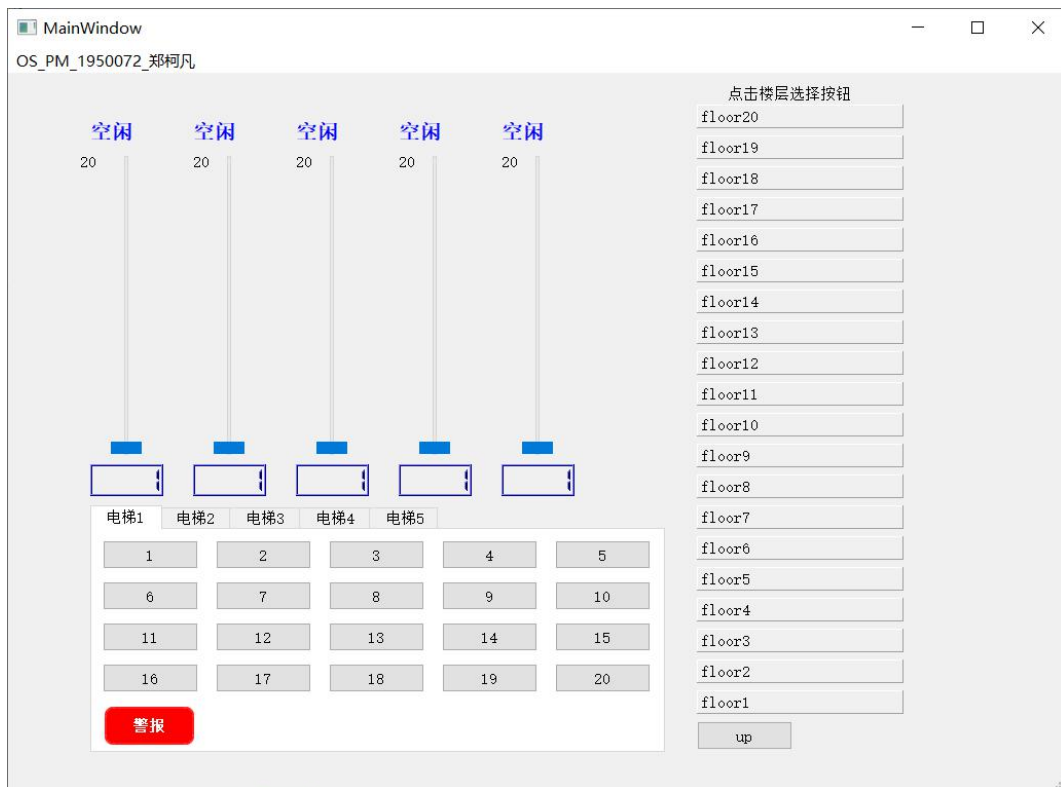 MainWindow
OS_PM_1950072_郑柯凡
点击楼层选择按钮
空闲 空闲 空闲 空闲 空闲
20 20 20 20 20
floor20
floor19
floor18
floor17
floor16
floor15
floor14
floor13
floor12
floor11
floor10
floor9
floor8
floor7
floor6
floor5
floor4
floor3
floor2
floor1
up
1 1 1 1 1
电梯1 电梯2 电梯3 电梯4 电梯5
1 2 3 4 5
6 7 8 9 10
11 12 13 14 15
16 17 18 19 20
警报